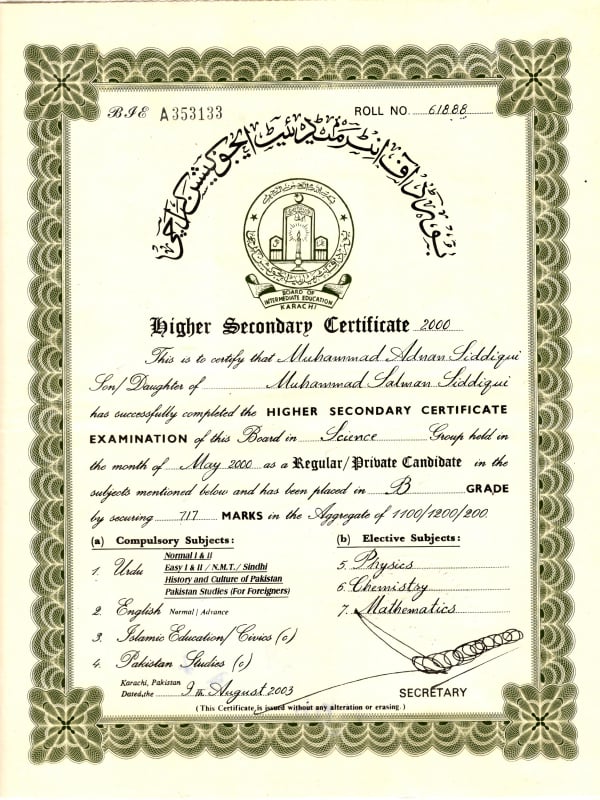 BIE A353133
ROLL NO. 61888
بورڈ آف انٹرمیڈیٹ ایجوکیشن کراچی
BOARD OF
INTERMEDIATE EDUCATION
KARACHI
Higher Secondary Certificate 2000
This is to certify that Muhammad Adnan Siddiqui
Son/Daughter of Muhammad Salman Siddiqui
has successfully completed the HIGHER SECONDARY CERTIFICATE
EXAMINATION of this Board in Science Group held in
the month of May 2000 as a Regular/Private Candidate in the
subjects mentioned below and has been placed in B GRADE
by securing 717 MARKS in the Aggregate of 1100/1200/200.
(a) Compulsory Subjects:
1. Urdu
Normal I & II
Easy I & II / N.M.T. / Sindhi
History and Culture of Pakistan
Pakistan Studies (For Foreigners)
2. English Normal / Advance
3. Islamic Education/Civics (c)
4. Pakistan Studies (c)
(b) Elective Subjects:
5. Physics
6. Chemistry
7. Mathematics
Karachi, Pakistan
Dated, the 9th August 2003
SECRETARY
(This Certificate is issued without any alteration or erasing.)